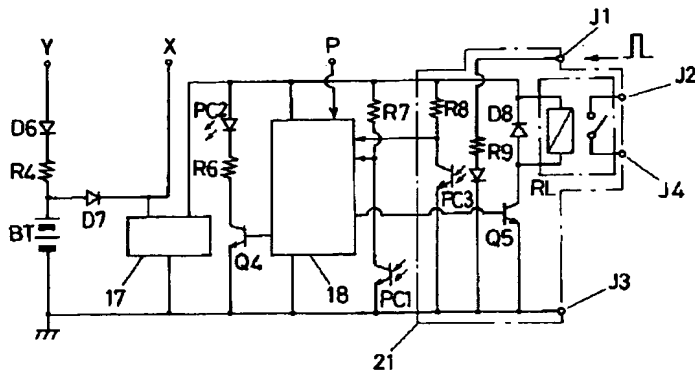 Y
X
P
J1
J2
D6
PC2
R7
R8
D8
R4
R6
R9
D7
PC3
RL
J4
BT
Q4
Q5
17
18
PC1
J3
21